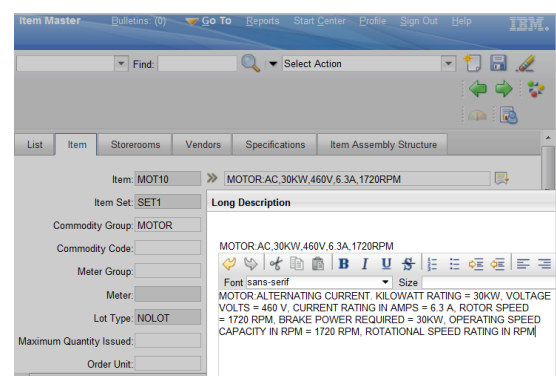 Item Master Bulletins: (0) Go To Reports Start Center Profile Sign Out Help IBM.
Find: Select Action
List Item Storerooms Vendors Specifications Item Assembly Structure
Item: MOT10 MOTOR:AC,30KW,460V,6.3A,1720RPM
Item Set: SET1 Long Description
Commodity Group: MOTOR
Commodity Code: MOTOR:AC,30KW,460V,6.3A,1720RPM
B I U S
Meter Group: Font sans-serif Size
Meter: MOTOR:ALTERNATING CURRENT. KILOWATT RATING = 30KW, VOLTAGE
VOLTS = 460 V, CURRENT RATING IN AMPS = 6.3 A, ROTOR SPEED
Lot Type: NOLOT = 1720 RPM, BRAKE POWER REQUIRED = 30KW, OPERATING SPEED
CAPACITY IN RPM = 1720 RPM, ROTATIONAL SPEED RATING IN RPM
Maximum Quantity Issued:
Order Unit: